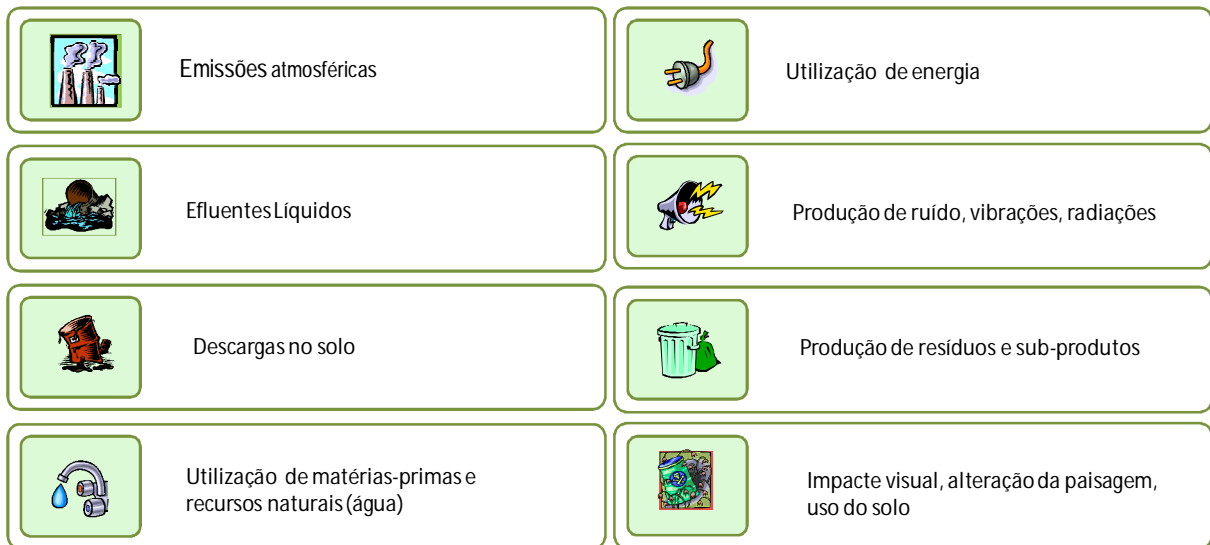 Emissões atmosféricas
Utilização de energia
Efluentes Líquidos
Produção de ruído, vibrações, radiações
Descargas no solo
Produção de resíduos e sub-produtos
Utilização de matérias-primas e
recursos naturais (água)
Impacte visual, alteração da paisagem,
uso do solo